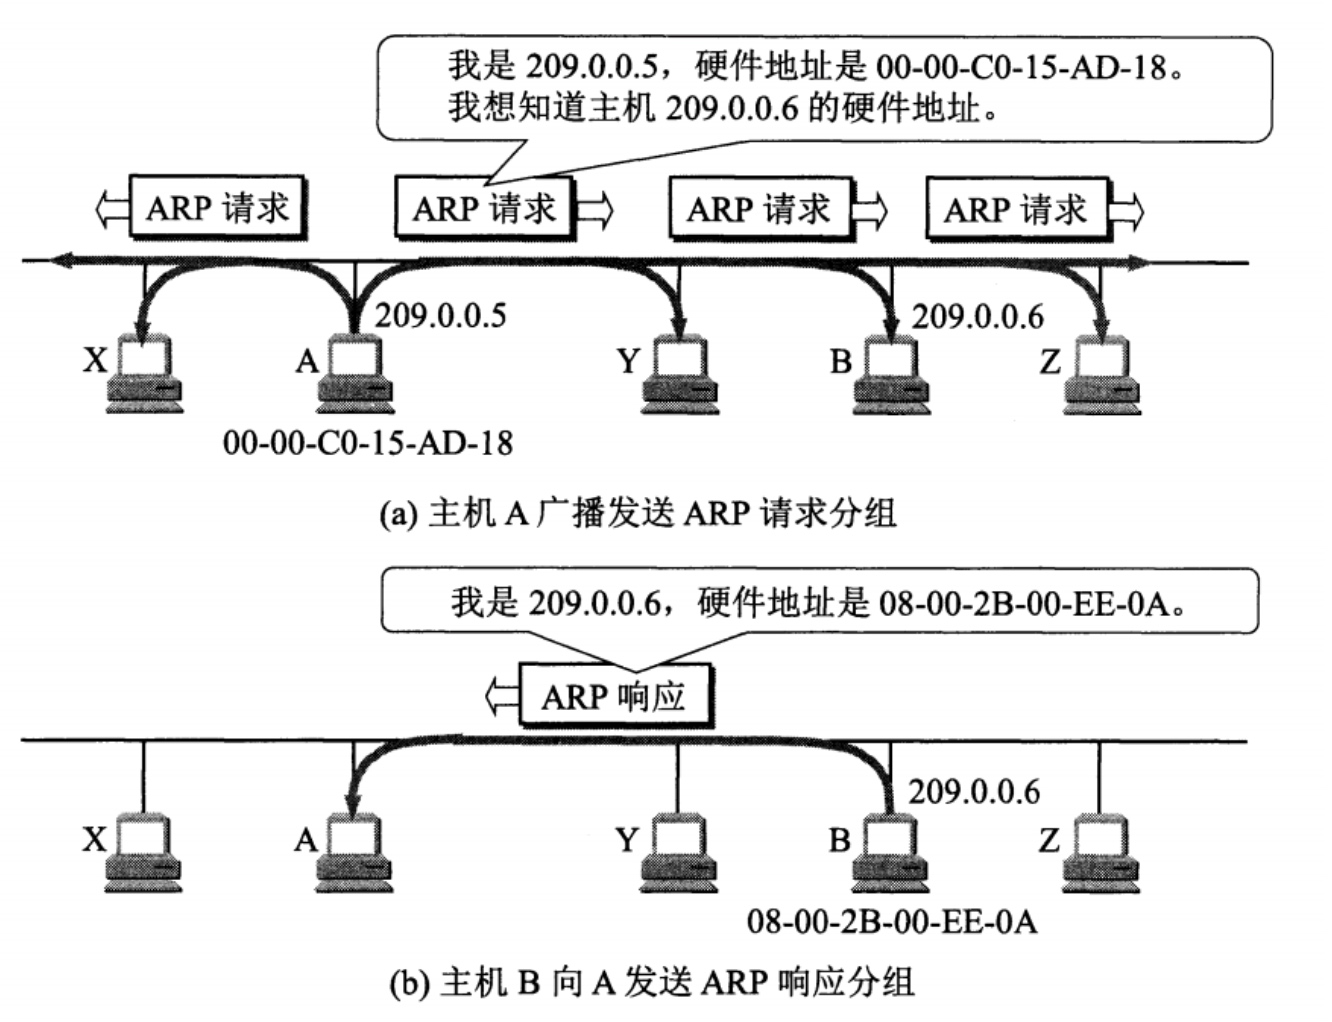 我是 209.0.0.5，硬件地址是 00-00-C0-15-AD-18。
我想知道主机 209.0.0.6 的硬件地址。
ARP 请求
ARP 请求
ARP 请求
ARP 请求
209.0.0.5
209.0.0.6
X
A
Y
B
Z
00-00-C0-15-AD-18
(a) 主机 A 广播发送 ARP 请求分组
我是 209.0.0.6，硬件地址是 08-00-2B-00-EE-0A。
ARP 响应
209.0.0.6
X
A
Y
B
Z
08-00-2B-00-EE-0A
(b) 主机 B 向 A 发送 ARP 响应分组